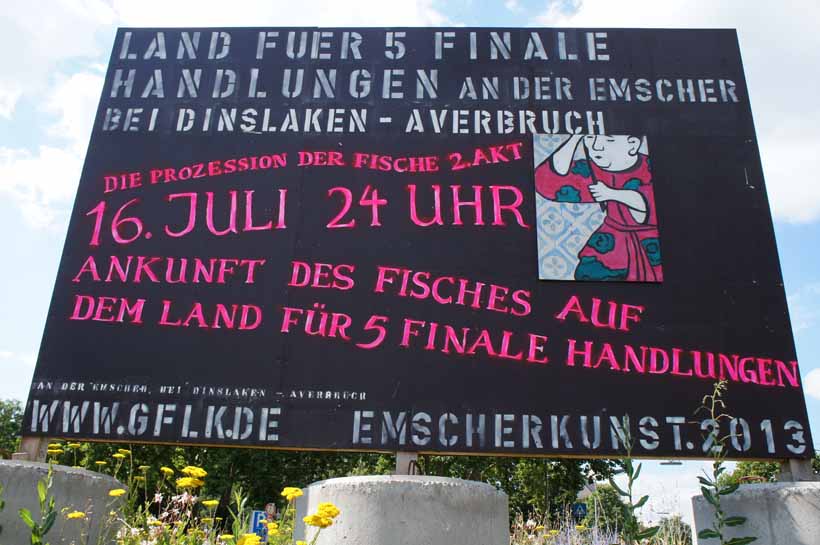 LAND FUER 5 FINALE
HANDLUNGEN AN DER EMSCHER
BEI DINSLAKEN - AVERBRUCH
DIE PROZESSION DER FISCHE 2.AKT
16. JULI 24 UHR
ANKUNFT DES FISCHES AUF
DEM LAND FÜR 5 FINALE HANDLUNGEN
AN DER EMSCHER, BEI DINSLAKEN - AVERBRUCH
WWW.GFLK.DE EMSCHERKUNST.2013